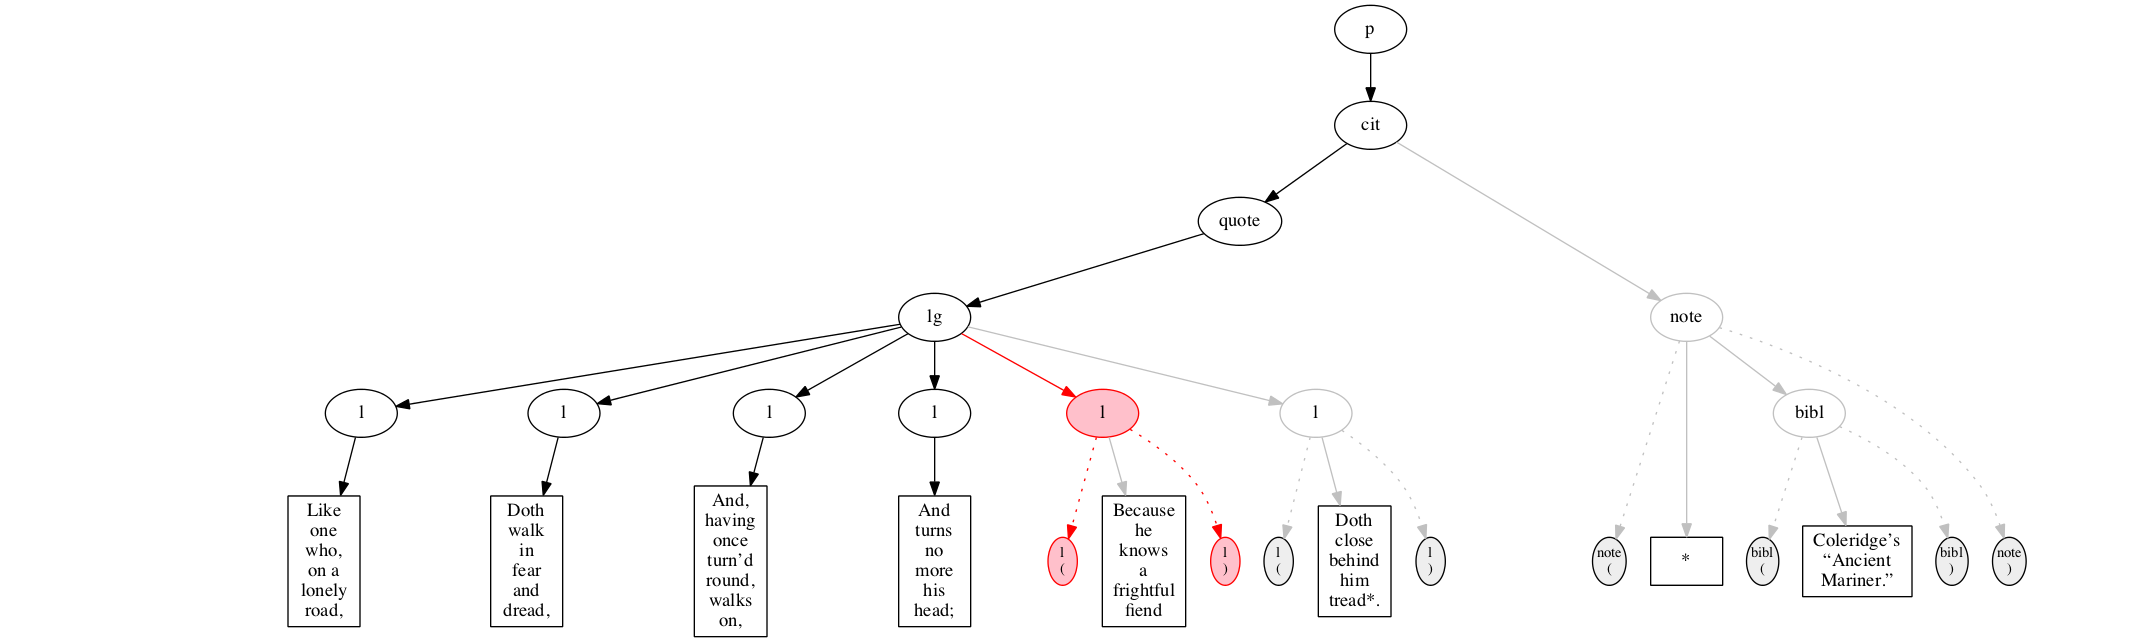 p
cit
quote
lg
note
l
l
l
l
l
l
bibl
Like
one
who,
on a
lonely
road,
Doth
walk
in
fear
and
dread,
And,
having
once
turn’d
round,
walks
on,
And
turns
no
more
his
head;
l
(
Because
he
knows
a
frightful
fiend
l
)
l
(
Doth
close
behind
him
tread*.
l
)
note
(
*
bibl
(
Coleridge’s
“Ancient
Mariner.”
bibl
)
note
)